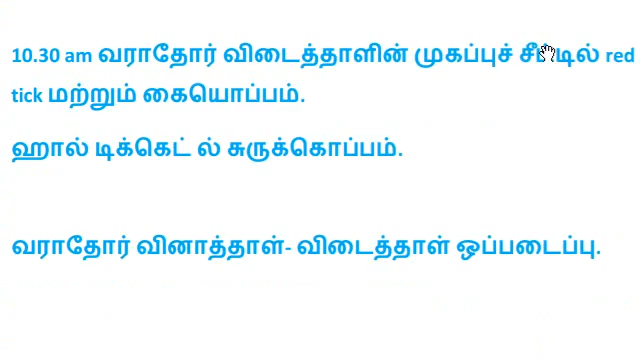 10.30 am வராதோர் விடைத்தாளின் முகப்புச் சீட்டில் red
tick மற்றும் கையொப்பம்.
ஹால் டிக்கெட் ல் சுருக்கொப்பம்.
வராதோர் வினாத்தாள்- விடைத்தாள் ஒப்படைப்பு.